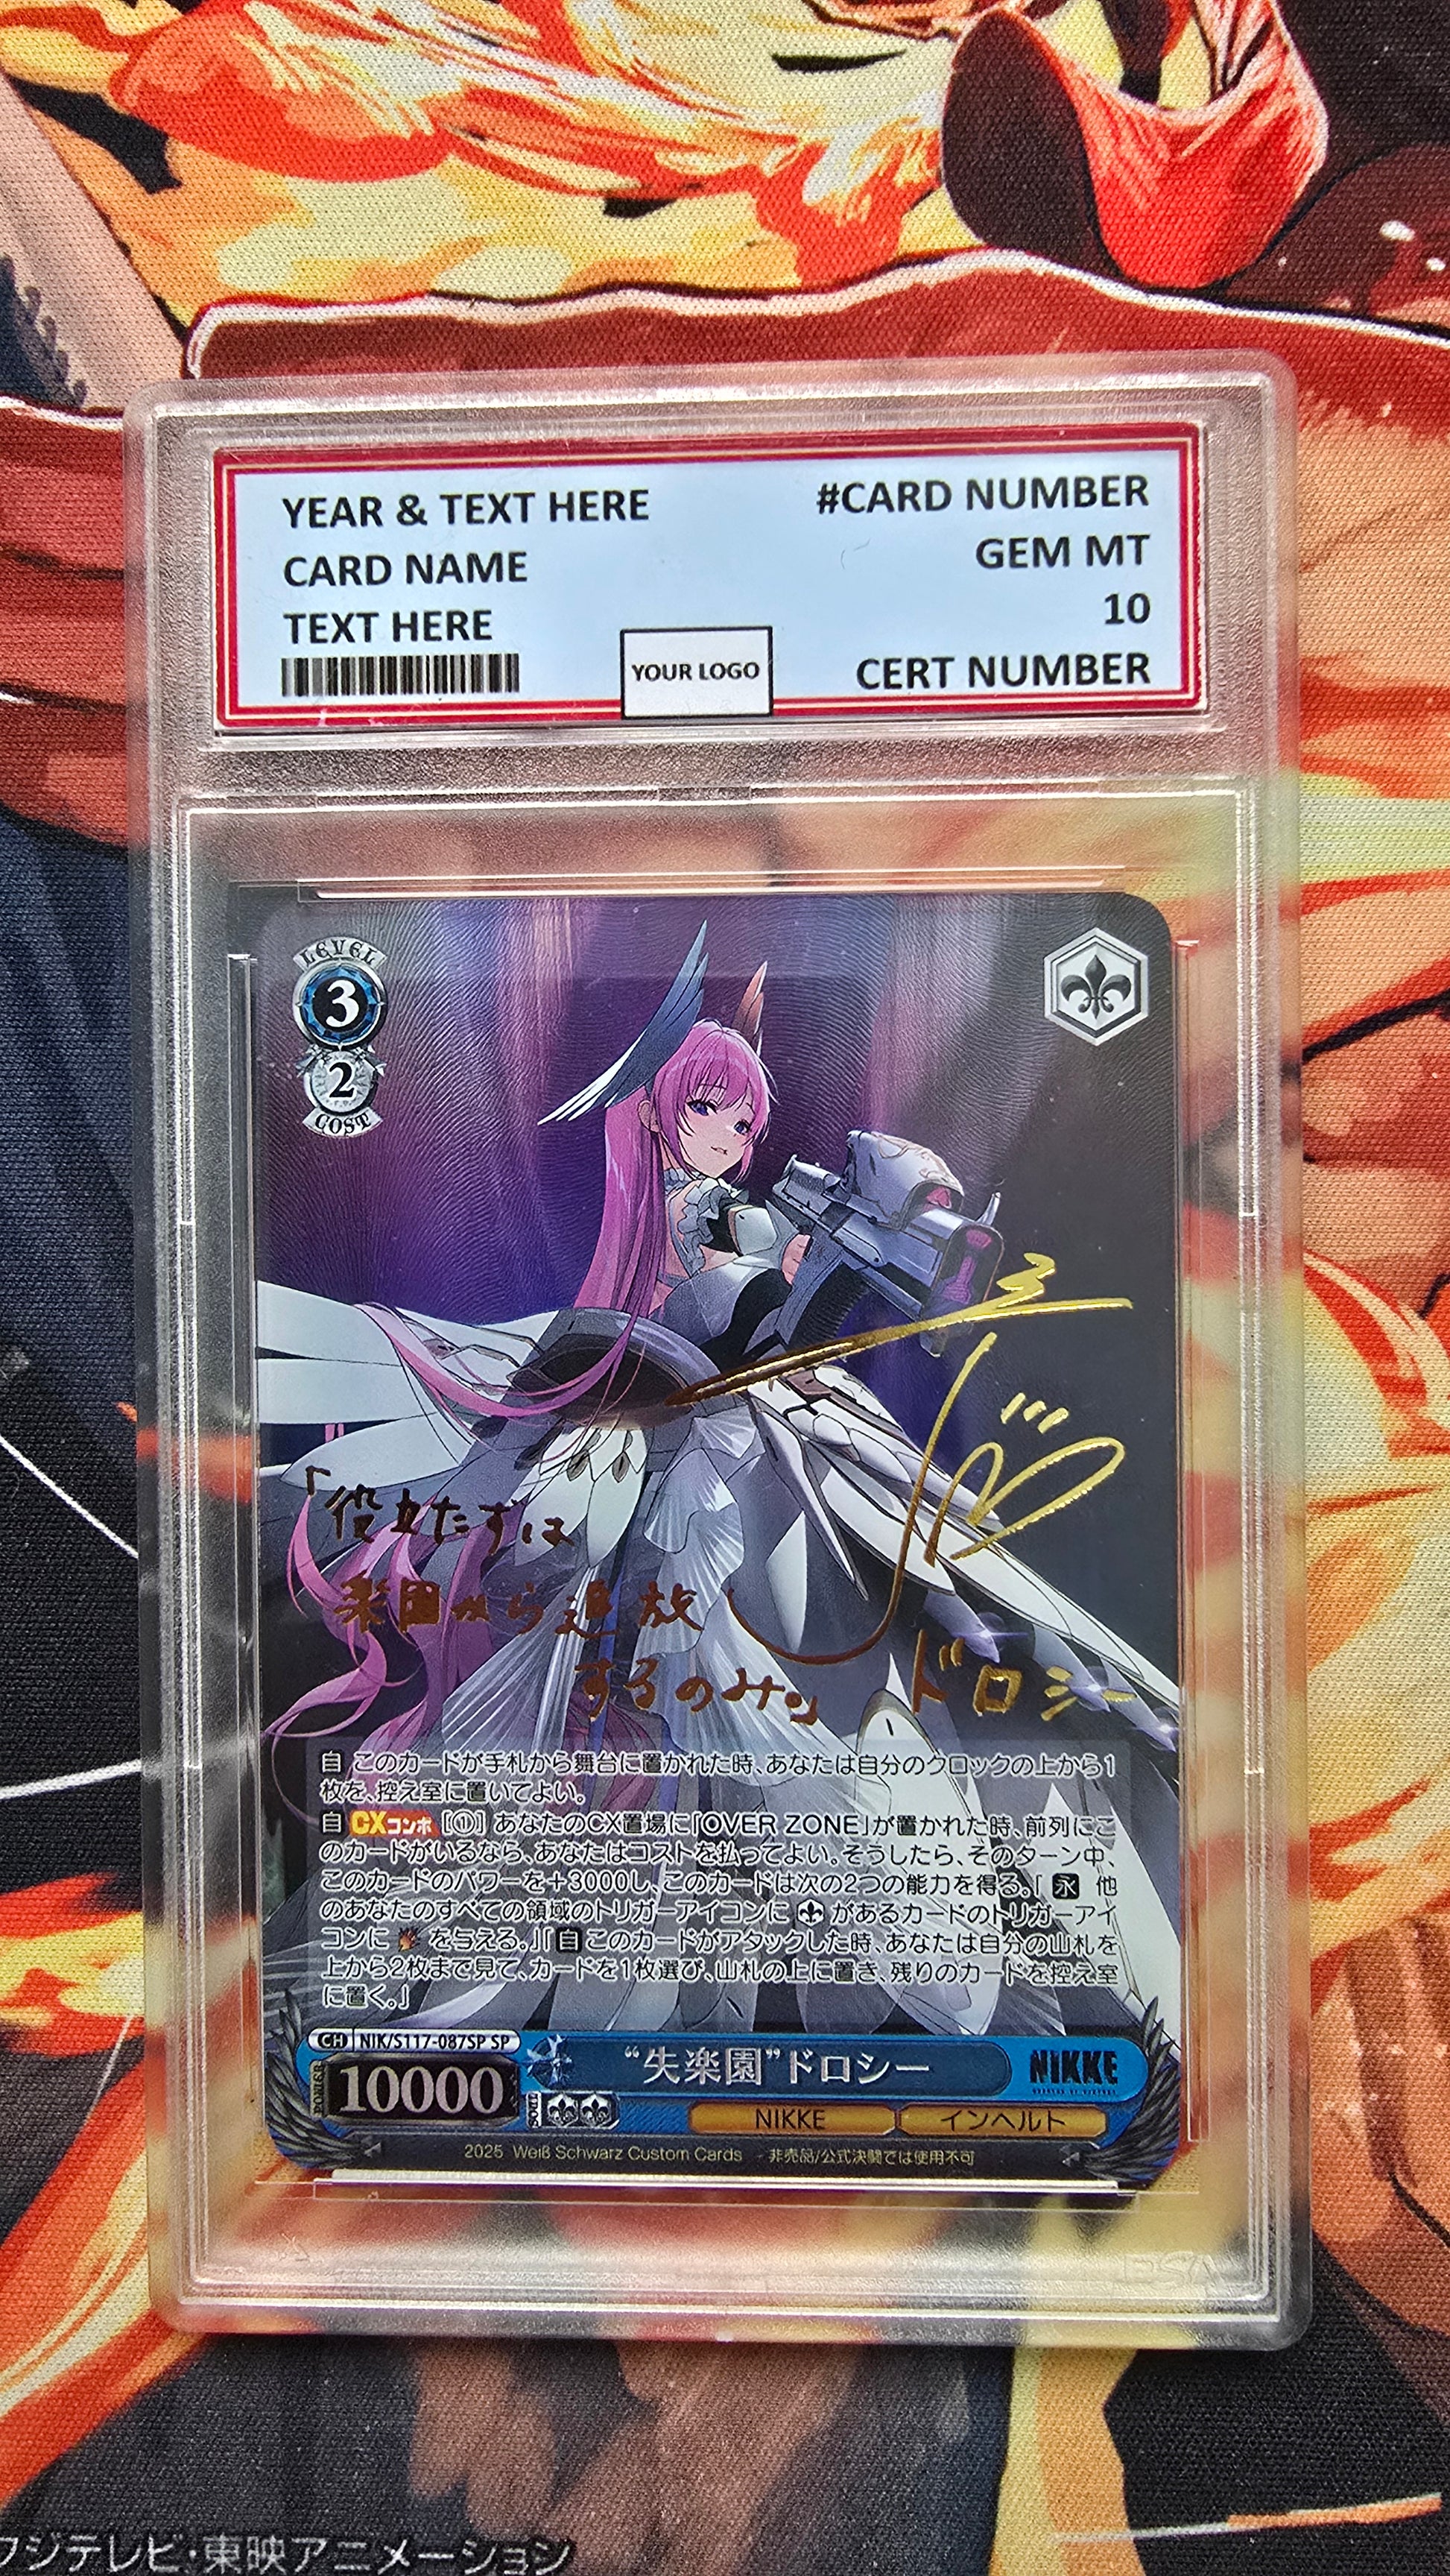 YEAR & TEXT HERE
CARD NAME
TEXT HERE
#CARD NUMBER
GEM MT
10
CERT NUMBER
YOUR LOGO
LEVEL
3
2
COST
「役立たずは
楽園から追放
するのみ。」
ドロシー
自 このカードが手札から舞台に置かれた時、あなたは自分のクロックの上から1
枚を、控え室に置いてよい。
自 CXコンボ [①] あなたのCX置場に「OVER ZONE」が置かれた時、前列にこ
のカードがいるなら、あなたはコストを払ってよい。そうしたら、そのターン中、
このカードのパワーを+3000し、このカードは次の2つの能力を得る。「 永 他
のあなたのすべての領域のトリガーアイコンに があるカードのトリガーアイ
コンに を与える。」「自 このカードがアタックした時、あなたは自分の山札を
上から2枚まで見て、カードを1枚選び、山札の上に置き、残りのカードを控え室
に置く。」
CH NIK/S117-087SP SP
POWER 10000
SOUL
“失楽園”ドロシー
NIKKE
NIKKE
インヘルト
2025 Weiß Schwarz Custom Cards - 非売品/公式決闘では使用不可
PSA
フジテレビ・東映アニメーション